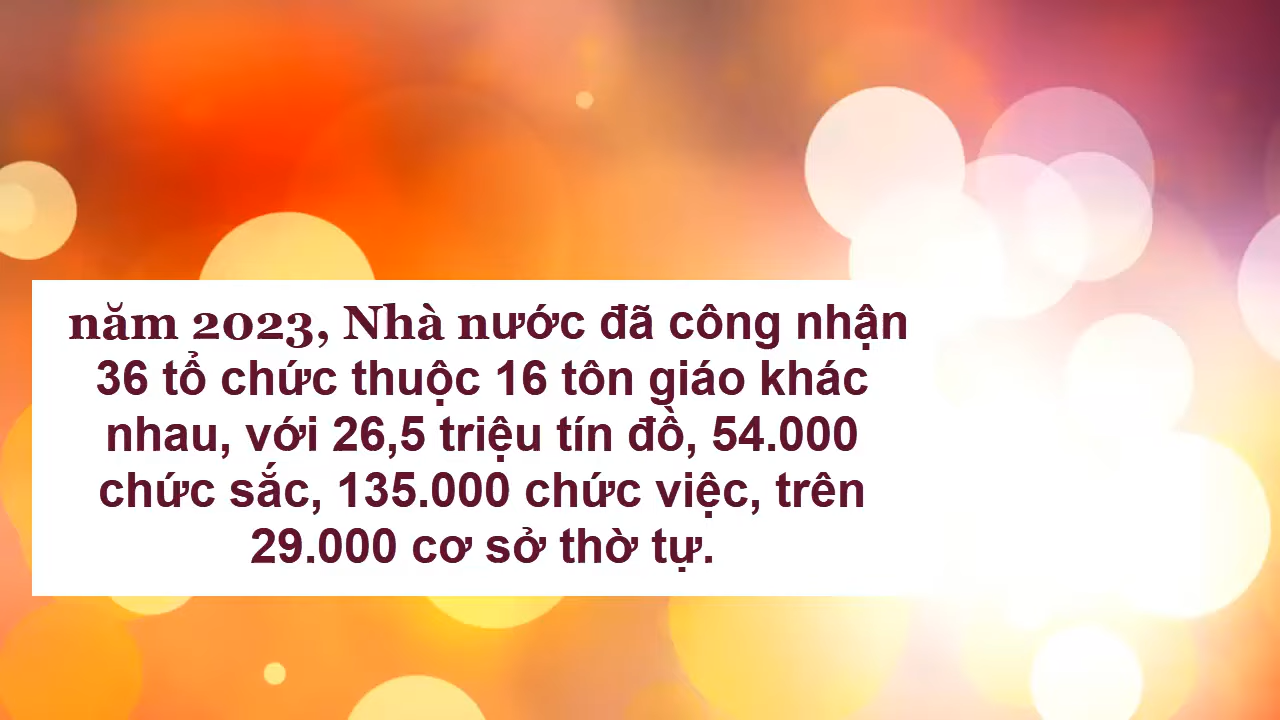 năm 2023, Nhà nước đã công nhận
36 tổ chức thuộc 16 tôn giáo khác
nhau, với 26,5 triệu tín đồ, 54.000
chức sắc, 135.000 chức việc, trên
29.000 cơ sở thờ tự.